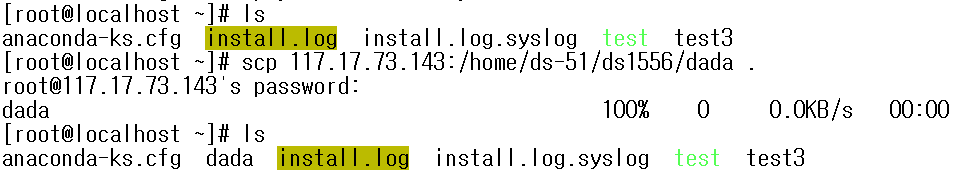 [root@localhost ~]# ls
anaconda-ks.cfg install.log install.log.syslog test test3
[root@localhost ~]# scp 117.17.73.143:/home/ds-51/ds1556/dada .
root@117.17.73.143's password:
dada 100% 0 0.0KB/s 00:00
[root@localhost ~]# ls
anaconda-ks.cfg dada install.log install.log.syslog test test3